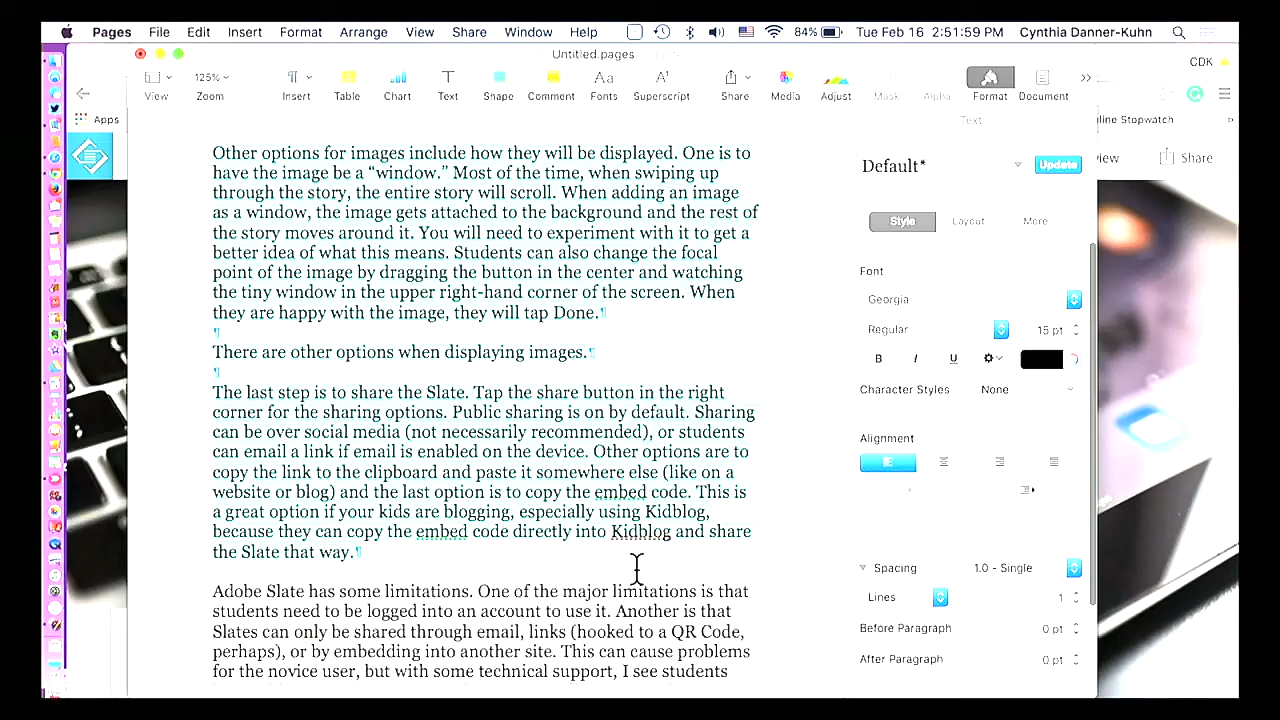 Pages File Edit Insert Format Arrange View Share Window Help 84% Tue Feb 16 2:51:59 PM Cynthia Danner-Kuhn
Untitled.pages
CDK
125%
View Zoom Insert Table Chart Text Shape Comment Fonts Superscript Share Media Adjust Mask Alpha Format Document
Apps
Text
nline Stopwatch
View
Share
Other options for images include how they will be displayed. One is to
have the image be a “window.” Most of the time, when swiping up
through the story, the entire story will scroll. When adding an image
as a window, the image gets attached to the background and the rest of
the story moves around it. You will need to experiment with it to get a
better idea of what this means. Students can also change the focal
point of the image by dragging the button in the center and watching
the tiny window in the upper right-hand corner of the screen. When
they are happy with the image, they will tap Done.¶
¶
There are other options when displaying images.¶
¶
The last step is to share the Slate. Tap the share button in the right
corner for the sharing options. Public sharing is on by default. Sharing
can be over social media (not necessarily recommended), or students
can email a link if email is enabled on the device. Other options are to
copy the link to the clipboard and paste it somewhere else (like on a
website or blog) and the last option is to copy the embed code. This is
a great option if your kids are blogging, especially using Kidblog,
because they can copy the embed code directly into Kidblog and share
the Slate that way.¶
Adobe Slate has some limitations. One of the major limitations is that
students need to be logged into an account to use it. Another is that
Slates can only be shared through email, links (hooked to a QR Code,
perhaps), or by embedding into another site. This can cause problems
for the novice user, but with some technical support, I see students
Default*
Update
Style Layout More
Font
Georgia
Regular 15 pt
B I U
Character Styles None
Alignment
Spacing 1.0 - Single
Lines 1
Before Paragraph 0 pt
After Paragraph 0 pt